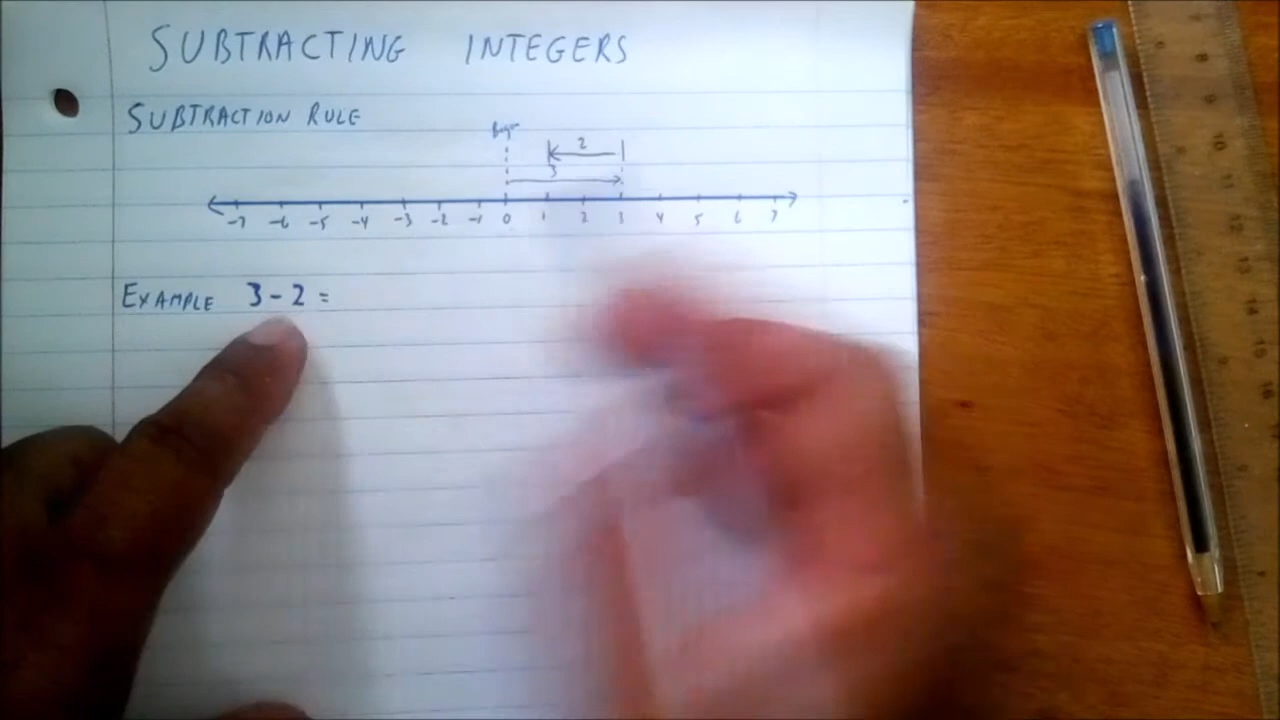 SUBTRACTING INTEGERS
SUBTRACTION RULE
2
3
-7 -6 -5 -4 -3 -2 -1 0 1 2 3 4 5 6 7
EXAMPLE 3-2 =